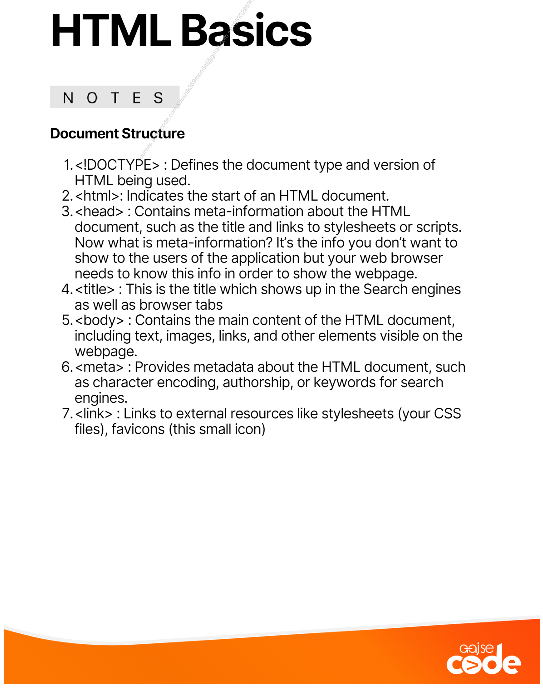 HTML Basics
N O T E S
Document Structure
1. <!DOCTYPE> : Defines the document type and version of
HTML being used.
2. <html>: Indicates the start of an HTML document.
3. <head> : Contains meta-information about the HTML
document, such as the title and links to stylesheets or scripts.
Now what is meta-information? It’s the info you don’t want to
show to the users of the application but your web browser
needs to know this info in order to show the webpage.
4. <title> : This is the title which shows up in the Search engines
as well as browser tabs
5. <body> : Contains the main content of the HTML document,
including text, images, links, and other elements visible on the
webpage.
6. <meta> : Provides metadata about the HTML document, such
as character encoding, authorship, or keywords for search
engines.
7. <link> : Links to external resources like stylesheets (your CSS
files), favicons (this small icon)
code